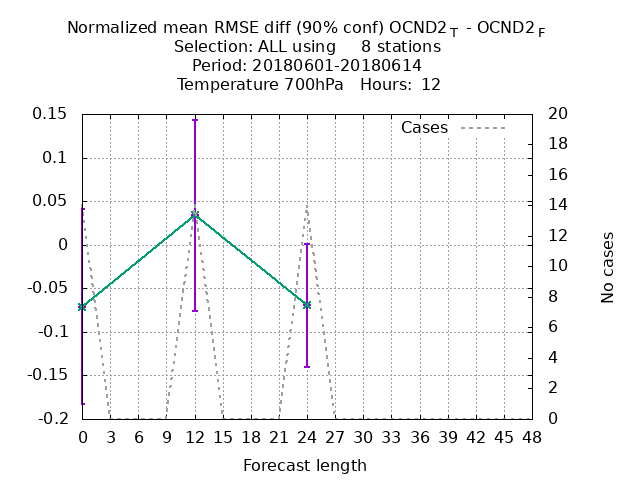 Normalized mean RMSE diff (90% conf) OCND2 T - OCND2 F
Selection: ALL using     8 stations
Period: 20180601-20180614
Temperature 700hPa   Hours:  12
Cases
0.15
0.1
0.05
0
-0.05
-0.1
-0.15
-0.2
20
18
16
14
12
10
8
6
4
2
0
No cases
0 3 6 9 12 15 18 21 24 27 30 33 36 39 42 45 48
Forecast length